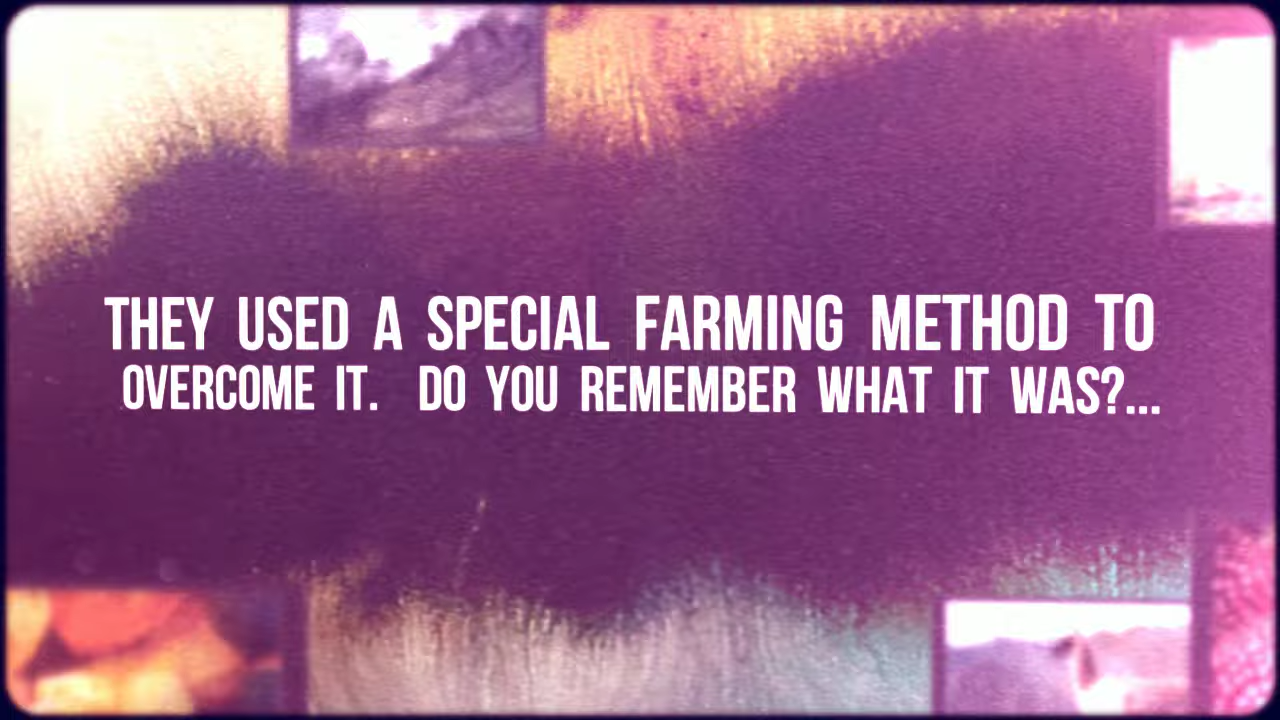 THEY USED A SPECIAL FARMING METHOD TO
OVERCOME IT. DO YOU REMEMBER WHAT IT WAS?...